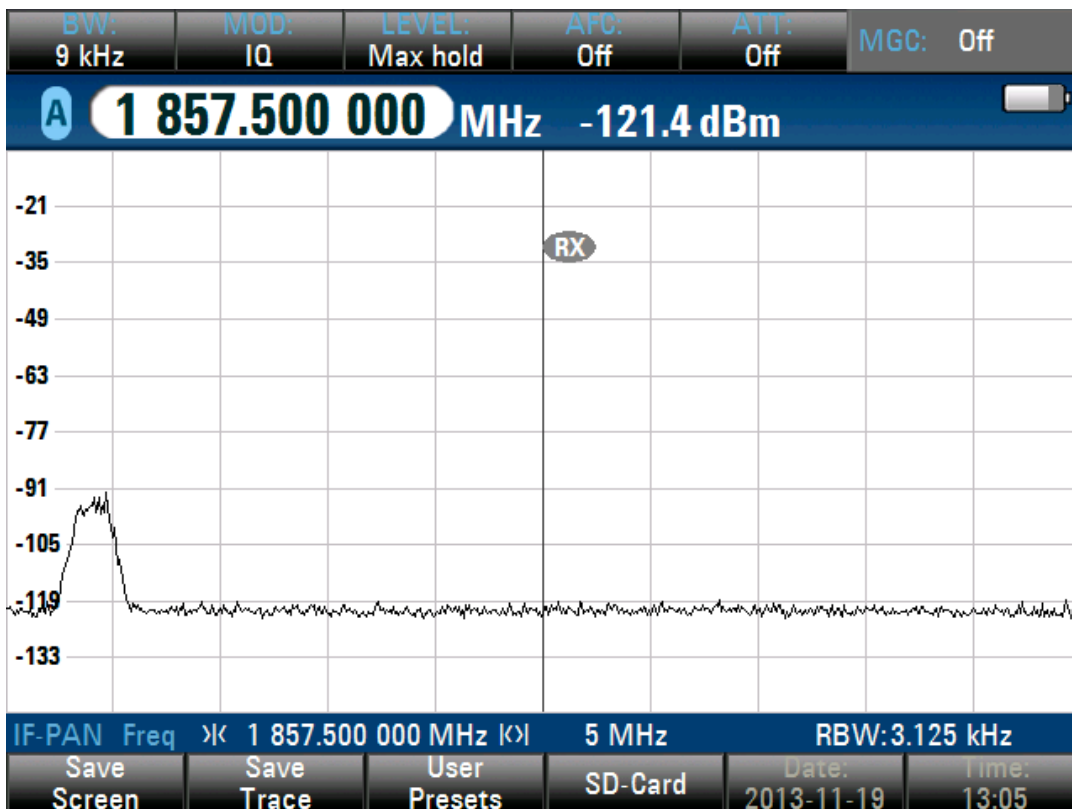 BW: MOD: LEVEL: AFC: ATT: MGC: Off
9 kHz IQ Max hold Off Off
A 1 857.500 000 MHz -121.4 dBm
-21
RX
-35
-49
-63
-77
-91
-105
-119
-133
IF-PAN Freq 1 857.500 000 MHz 5 MHz RBW:3.125 kHz
Save Save User SD-Card Date: Time:
Screen Trace Presets 2013-11-19 13:05